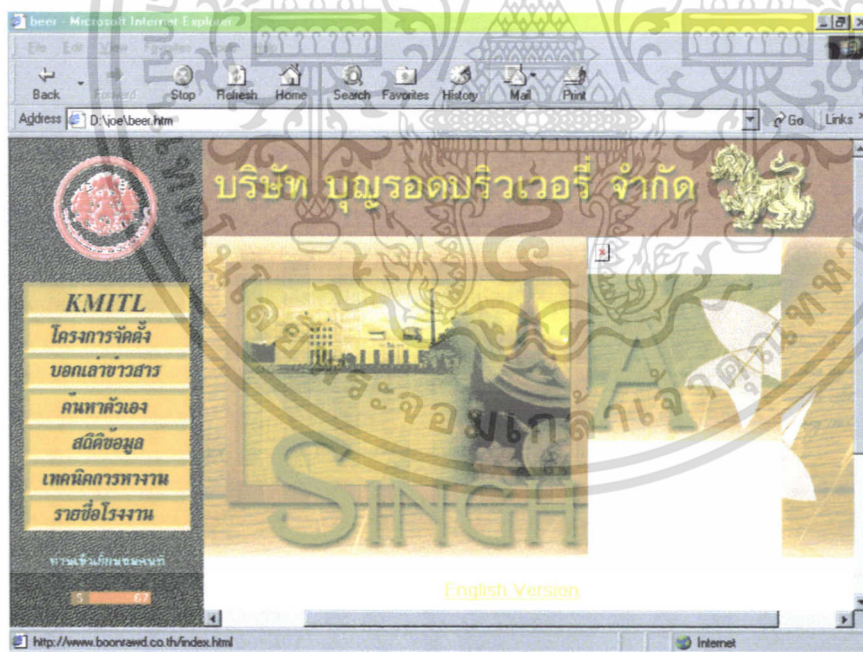 beer - Microsoft Internet Explorer
File Edit View Favorites Tools Help
Back Forward Stop Refresh Home Search Favorites History Mail Print
Address D:\joe\beer.htm Go Links
บริษัท บุญรอดบริวเวอรี่ จำกัด
KMITL
โครงการจัดตั้ง
บอกเล่าข่าวสาร
ค้นหาตัวเอง
สถิติข้อมูล
เทคนิคการหางาน
รายชื่อโรงงาน
SINGH
A
English Version
http://www.boonrawd.co.th/index.html
Internet